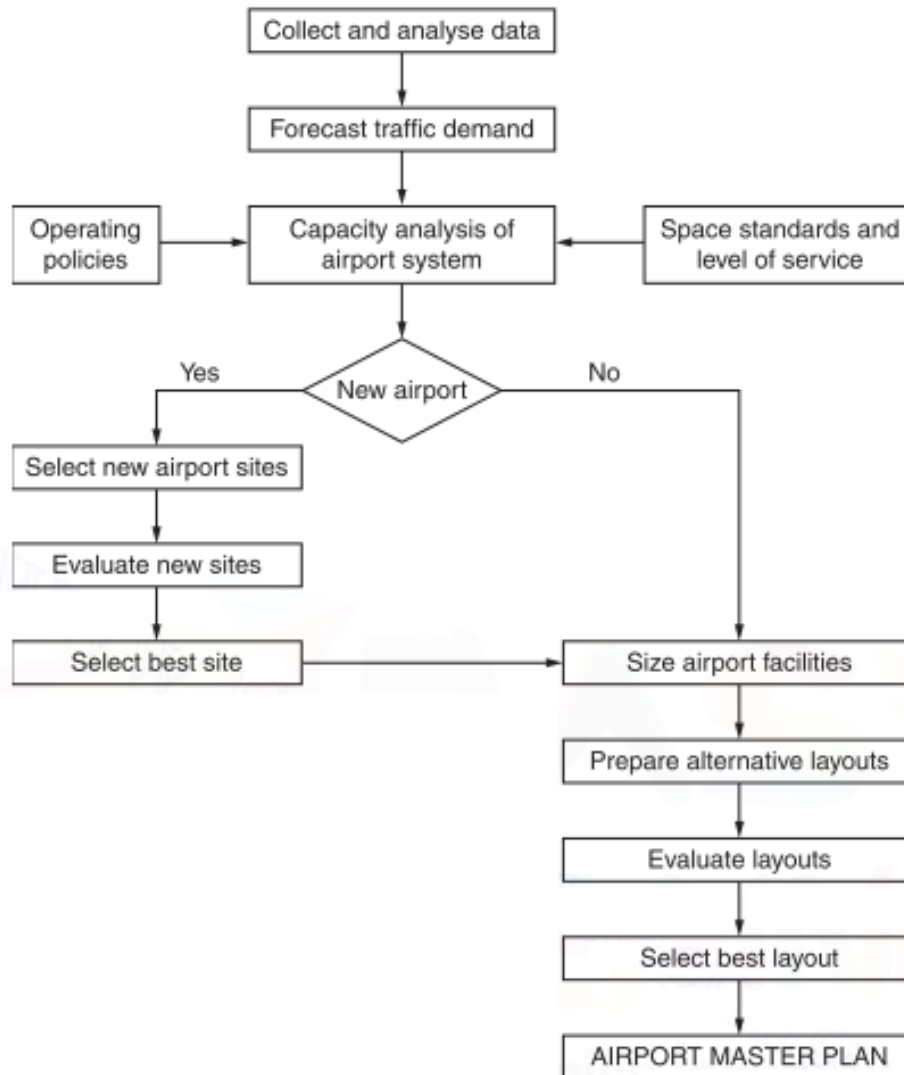 Collect and analyse data
Forecast traffic demand
Operating
policies
Capacity analysis of
airport system
Space standards and
level of service
Yes
New airport
No
Select new airport sites
Evaluate new sites
Select best site
Size airport facilities
Prepare alternative layouts
Evaluate layouts
Select best layout
AIRPORT MASTER PLAN